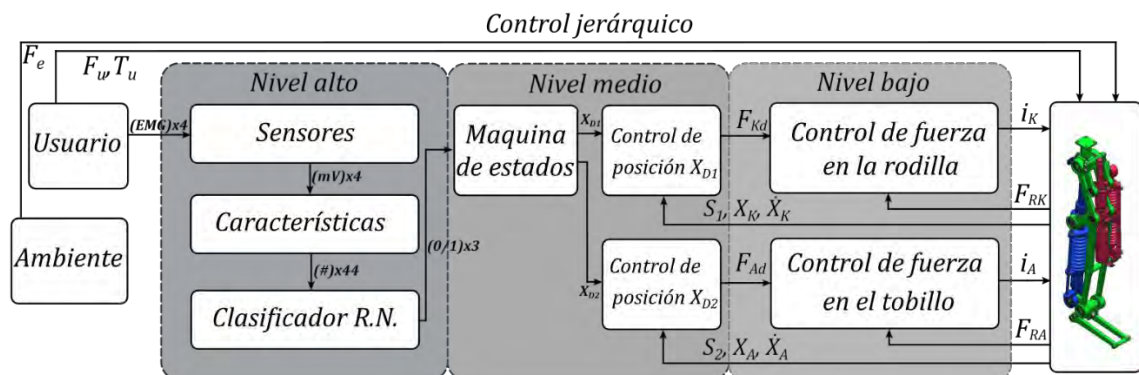 Control jerárquico
F_e
F_u,T_u
Nivel alto
Nivel medio
Nivel bajo
Usuario
(EMG)x4
Sensores
(mV)x4
Características
(#)x44
Clasificador R.N.
(0/1)x3
Ambiente
Maquina
de estados
X_D1
Control de
posición X_D1
F_Kd
Control de fuerza
en la rodilla
i_K
F_RK
S_1, X_K, Ẋ_K
X_D2
Control de
posición X_D2
F_Ad
Control de fuerza
en el tobillo
i_A
F_RA
S_2, X_A, Ẋ_A